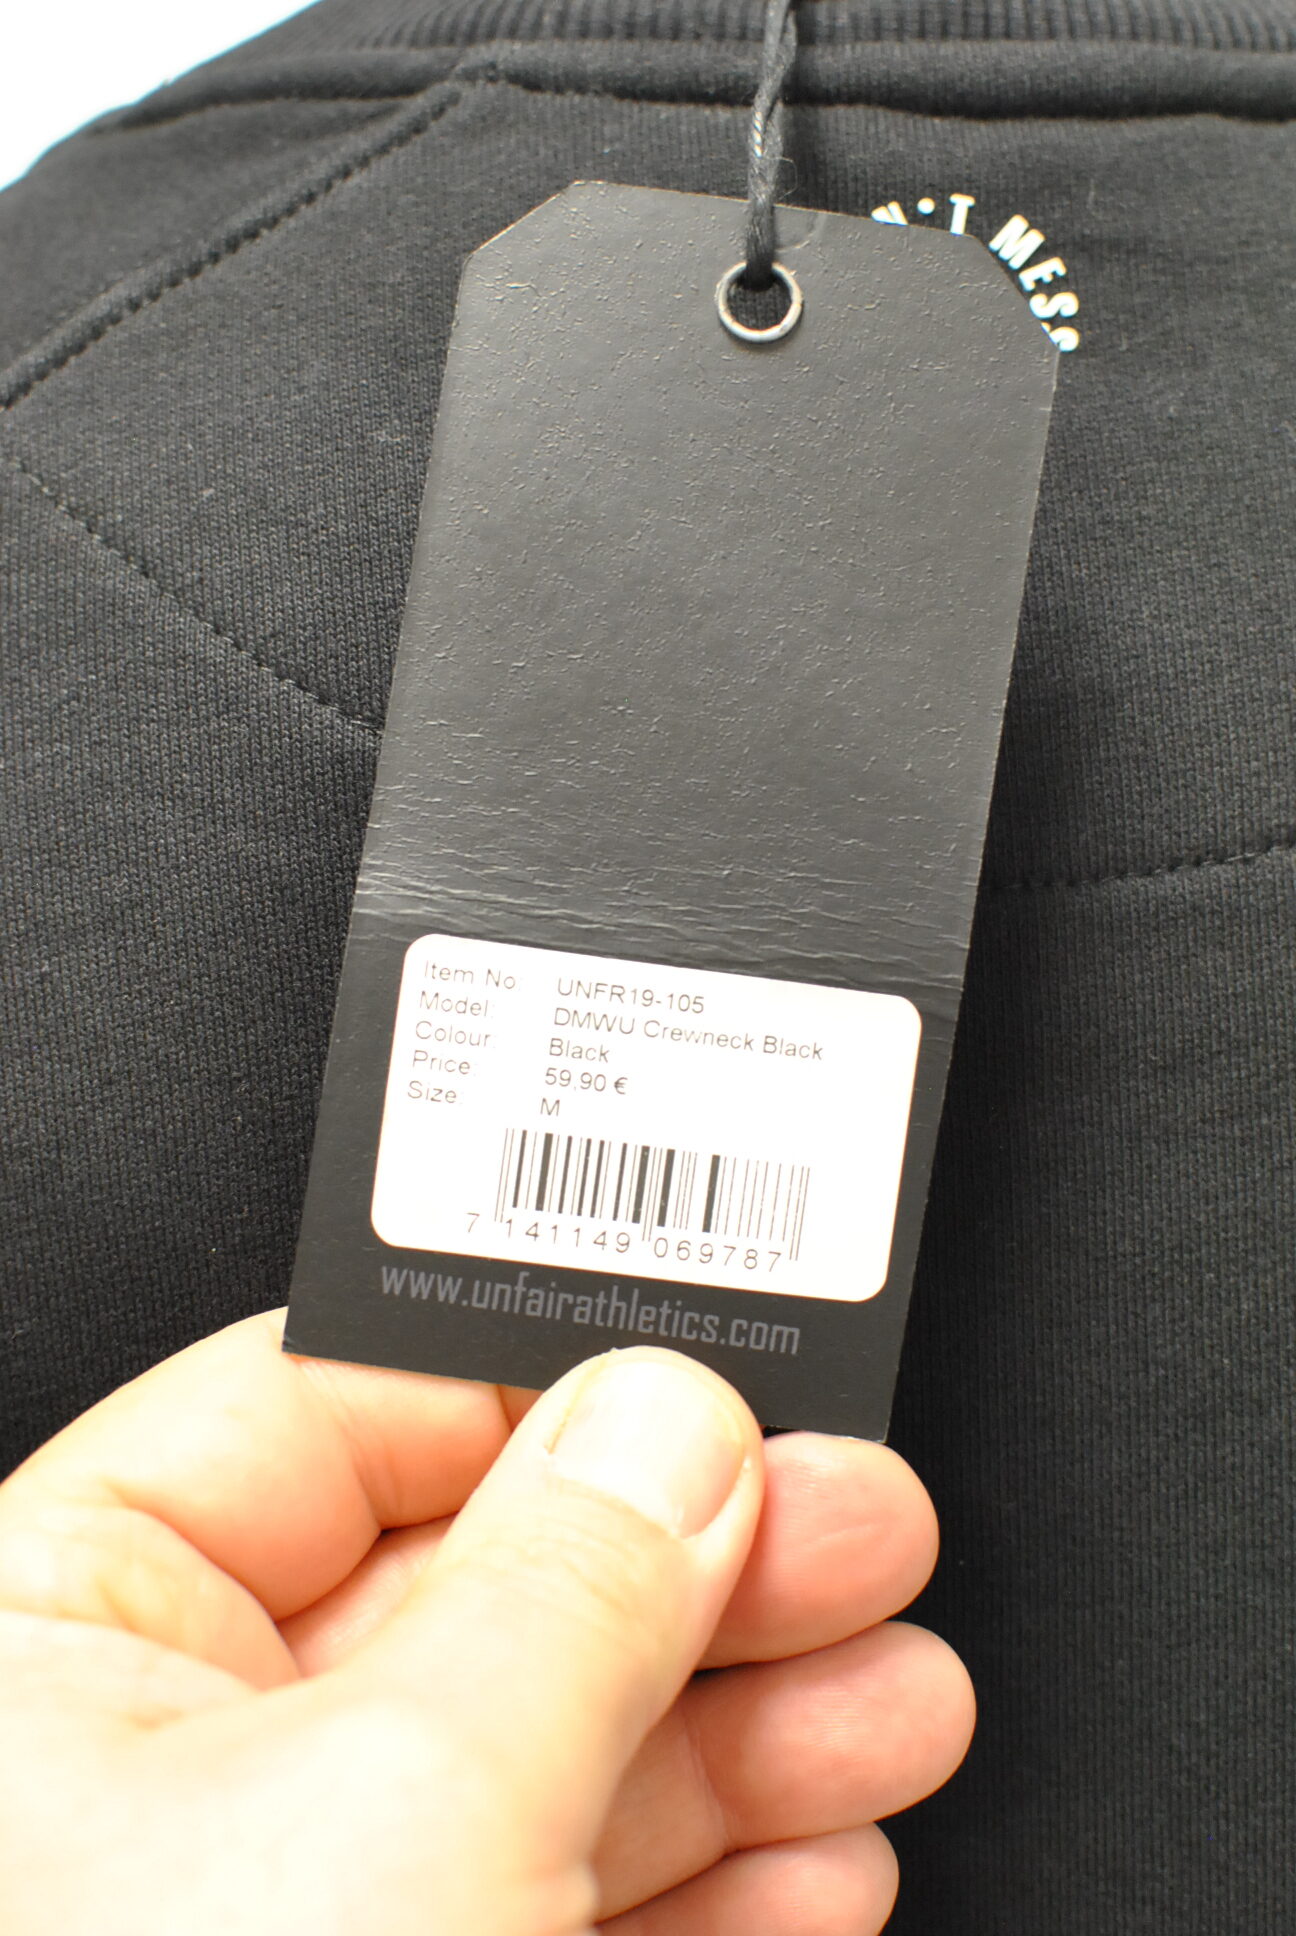 N'T MESS
Item No: UNFR19-105
Model: DMWU Crewneck Black
Colour: Black
Price: 59,90 €
Size: M
7 141149 069787
www.unfairathletics.com